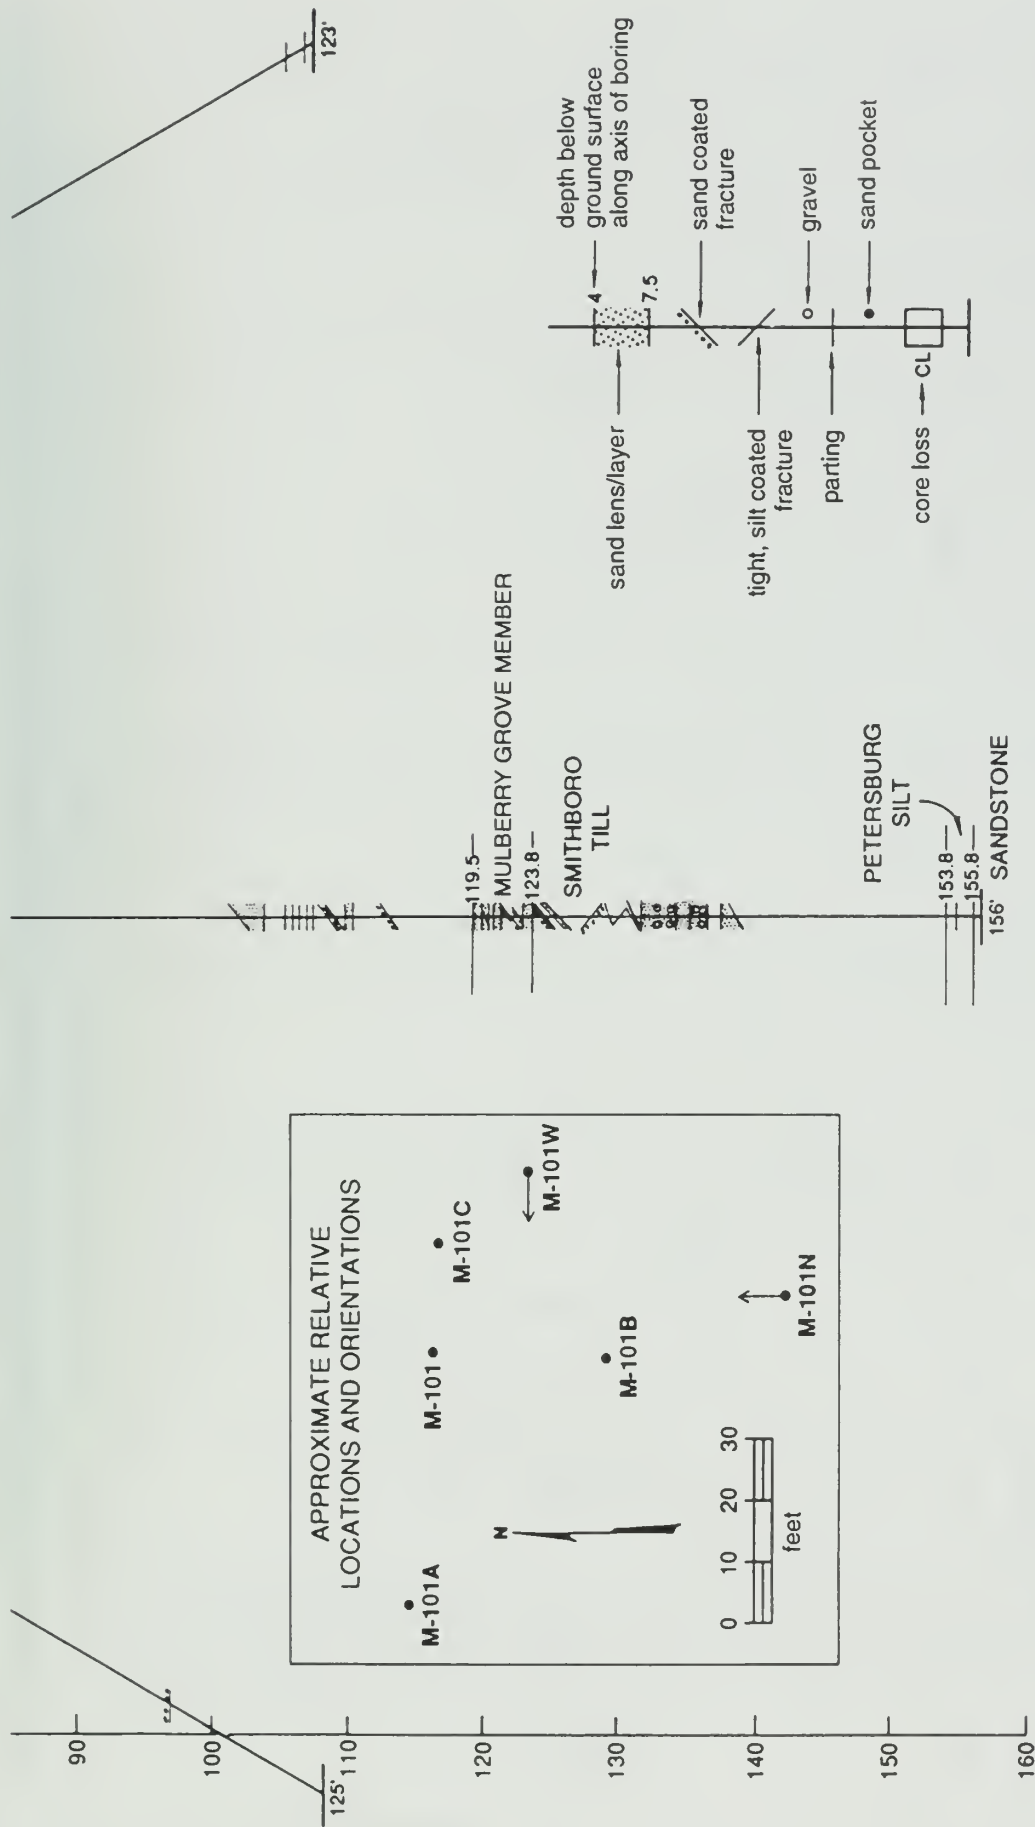 90
100
110
120
130
140
150
160
125'
123'
APPROXIMATE RELATIVE
LOCATIONS AND ORIENTATIONS
M-101A
M-101
M-101C
M-101W
M-101B
M-101N
N
0 10 20 30
feet
119.5
MULBERRY GROVE MEMBER
123.8
SMITHBORO
TILL
PETERSBURG
SILT
153.8
155.8
156' SANDSTONE
depth below
ground surface
along axis of boring
4
7.5
sand lens/layer
sand coated
fracture
tight, silt coated
fracture
gravel
parting
sand pocket
core loss
CL